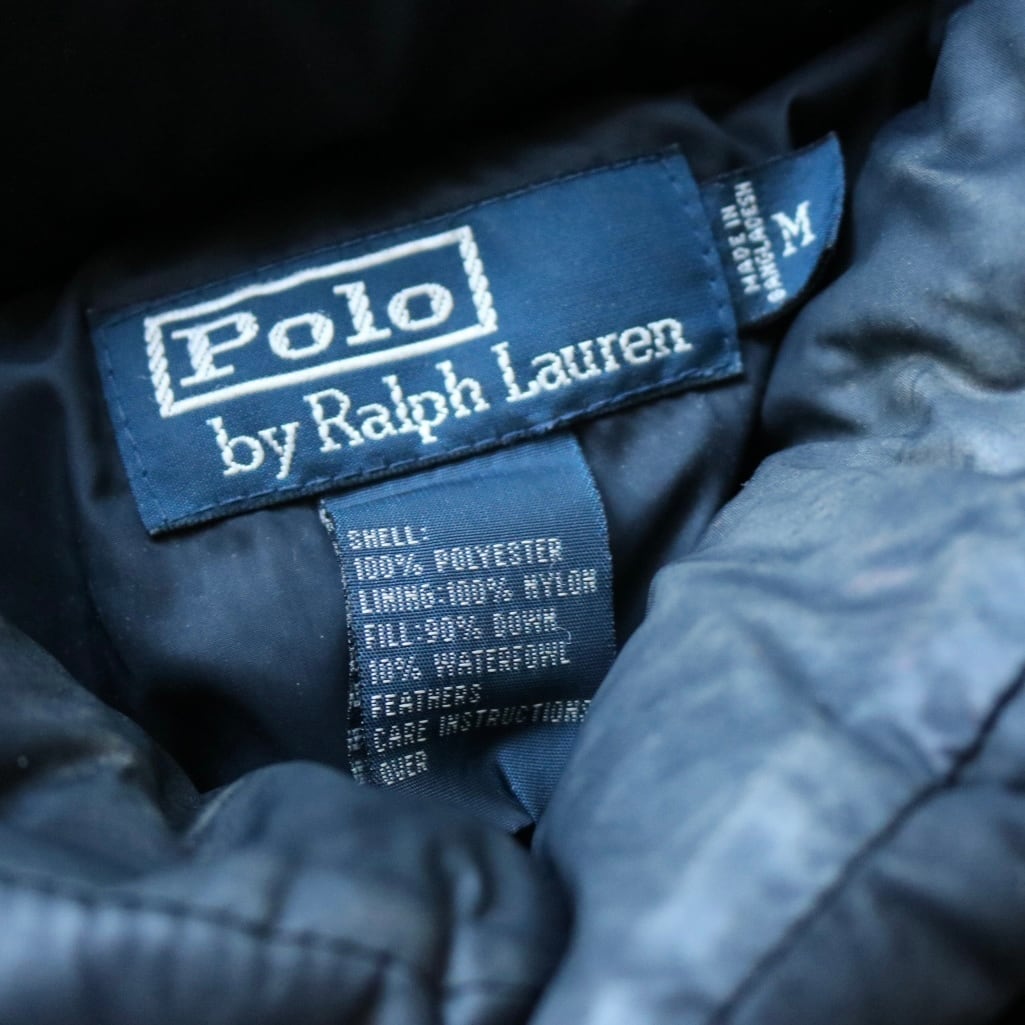 Polo
by Ralph Lauren
M
MADE IN
BANGLADESH
SHELL:
100% POLYESTER
LINING:100% NYLON
FILL:90% DOWN
10% WATERFOWL
FEATHERS
CARE INSTRUCTIONS
OVER